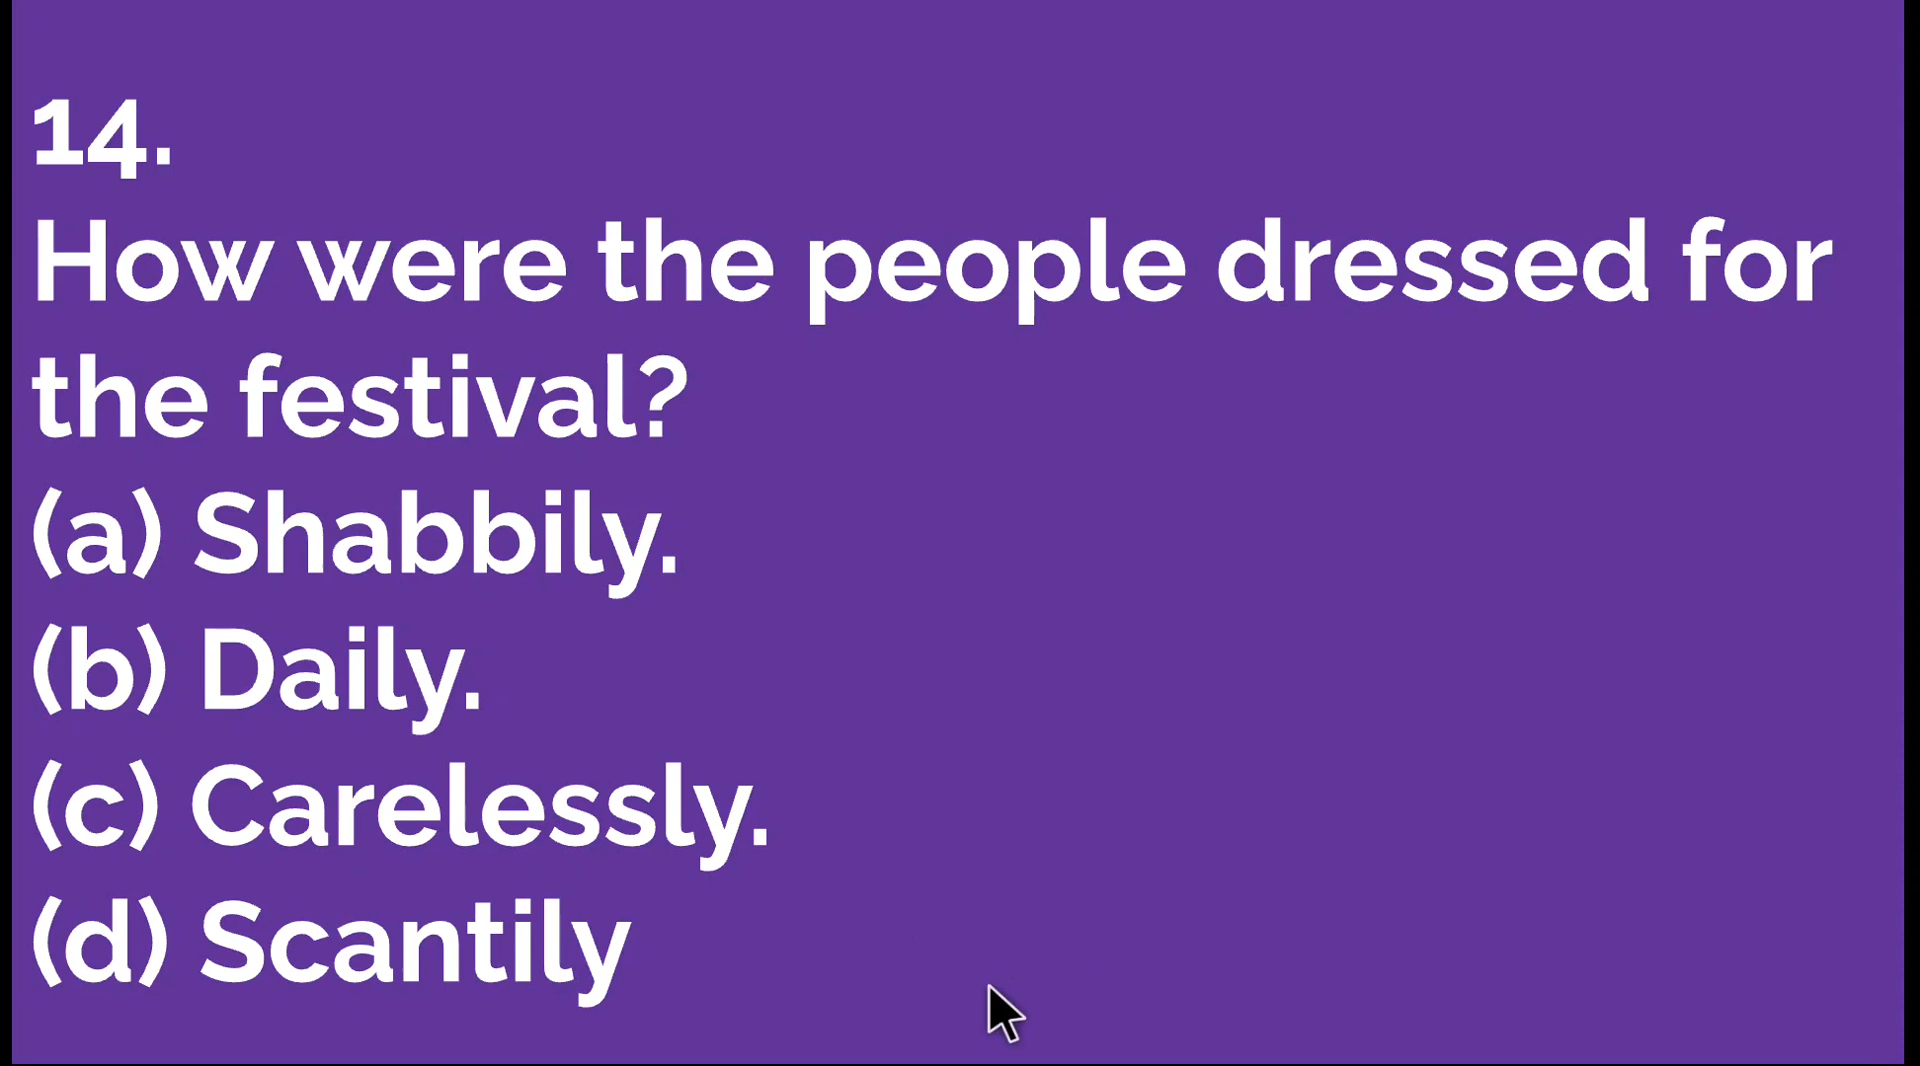 14.
How were the people dressed for
the festival?
(a) Shabbily.
(b) Daily.
(c) Carelessly.
(d) Scantily